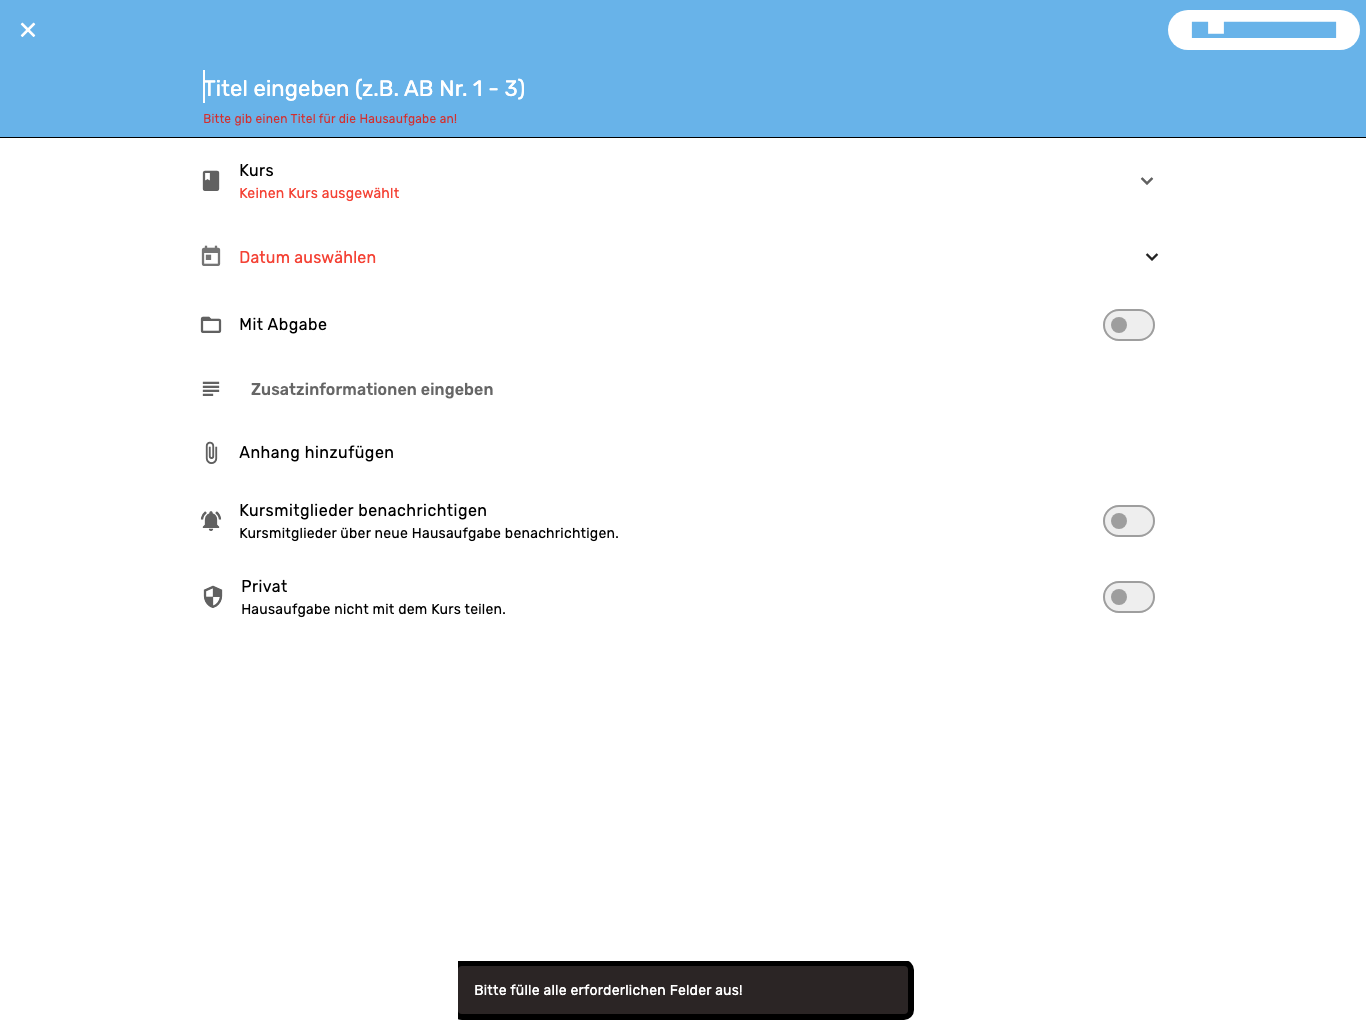 Titel eingeben (z.B. AB Nr. 1 - 3)
Bitte gib einen Titel für die Hausaufgabe an!
Kurs
Keinen Kurs ausgewählt
Datum auswählen
Mit Abgabe
Zusatzinformationen eingeben
Anhang hinzufügen
Kursmitglieder benachrichtigen
Kursmitglieder über neue Hausaufgabe benachrichtigen.
Privat
Hausaufgabe nicht mit dem Kurs teilen.
Bitte fülle alle erforderlichen Felder aus!